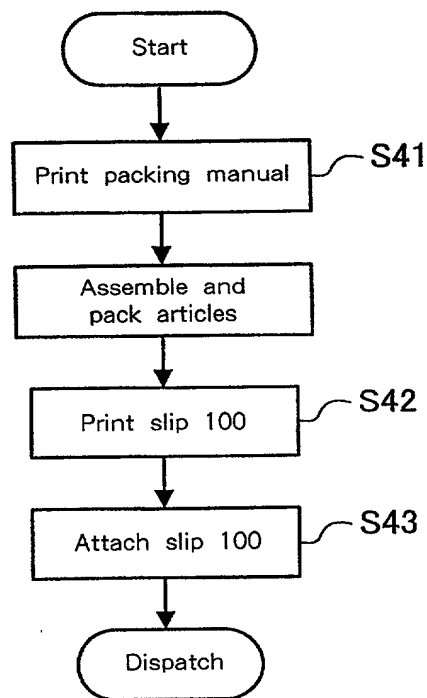 Start
Print packing manual
S41
Assemble and
pack articles
Print slip 100
S42
Attach slip 100
S43
Dispatch